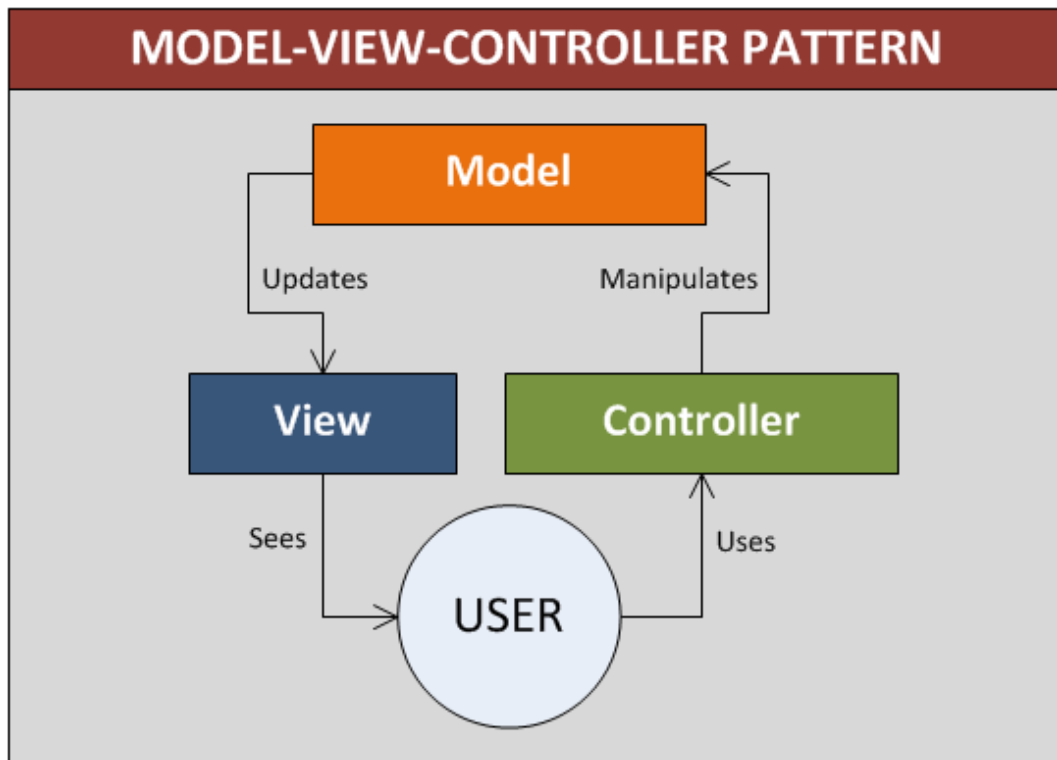 MODEL-VIEW-CONTROLLER PATTERN
Model
Updates
Manipulates
View
Controller
Sees
Uses
USER